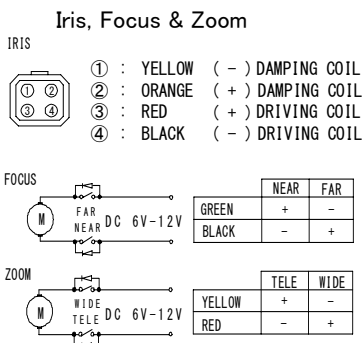 Iris, Focus & Zoom
IRIS
① ②
③ ④
① : YELLOW (-) DAMPING COIL
② : ORANGE (+) DAMPING COIL
③ : RED (+) DRIVING COIL
④ : BLACK (-) DRIVING COIL
FOCUS
M
FAR
NEAR
DC 6V-12V
NEAR FAR
GREEN + -
BLACK - +
ZOOM
M
WIDE
TELE
DC 6V-12V
TELE WIDE
YELLOW + -
RED - +